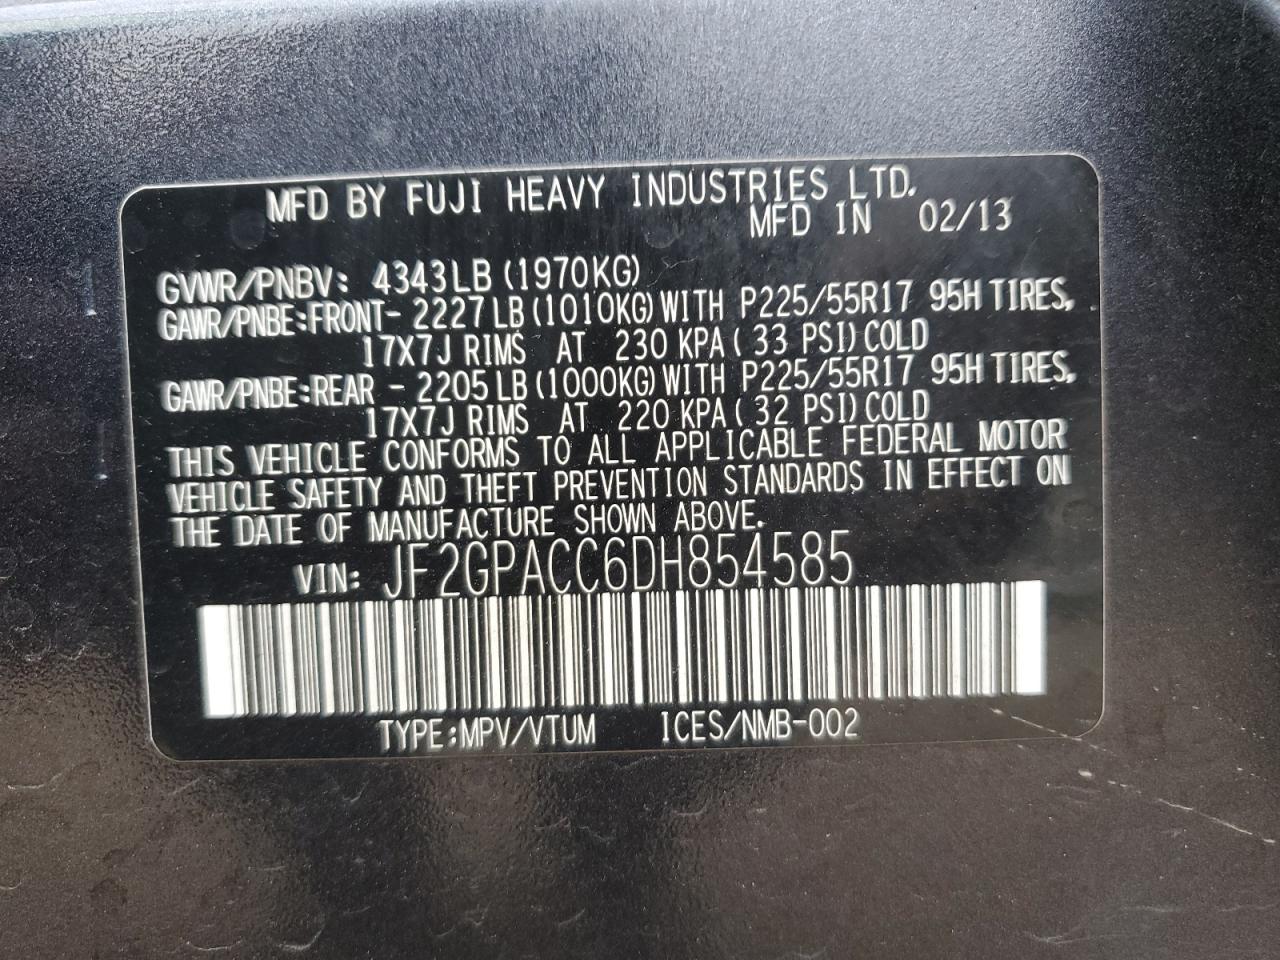 MFD BY FUJI HEAVY INDUSTRIES LTD.
MFD IN 02/13
GVWR/PNBV: 4343LB (1970KG)
GAWR/PNBE:FRONT- 2227LB (1010KG) WITH P225/55R17 95H TIRES,
17X7J RIMS AT 230 KPA ( 33 PSI) COLD
GAWR/PNBE:REAR - 2205LB (1000KG) WITH P225/55R17 95H TIRES,
17X7J RIMS AT 220 KPA ( 32 PSI) COLD
THIS VEHICLE CONFORMS TO ALL APPLICABLE FEDERAL MOTOR
VEHICLE SAFETY AND THEFT PREVENTION STANDARDS IN EFFECT ON
THE DATE OF MANUFACTURE SHOWN ABOVE.
VIN: JF2GPACC6DH854585
TYPE:MPV/VTUM ICES/NMB-002